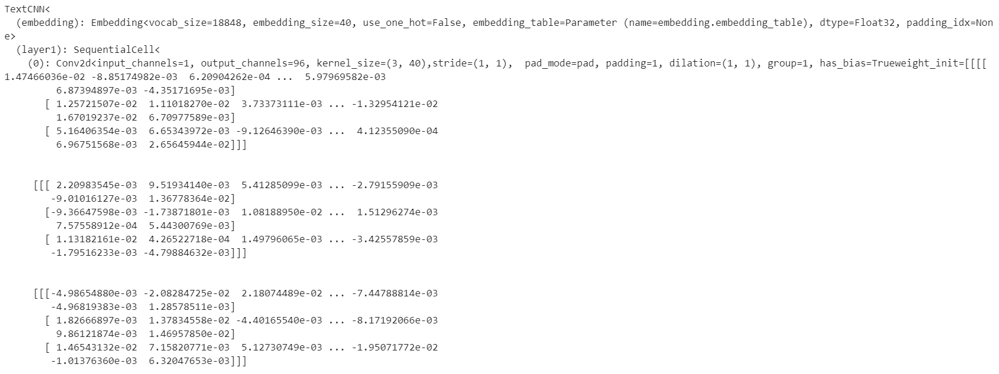 TextCNN<
  (embedding): Embedding<vocab_size=18848, embedding_size=40, use_one_hot=False, embedding_table=Parameter (name=embedding.embedding_table), dtype=Float32, padding_idx=Non
e>
  (layer1): SequentialCell<
    (0): Conv2d<input_channels=1, output_channels=96, kernel_size=(3, 40),stride=(1, 1),  pad_mode=pad, padding=1, dilation=(1, 1), group=1, has_bias=Trueweight_init=[[[[
1.47466036e-02 -8.85174982e-03  6.20904262e-04 ...  5.97969582e-03
         6.87394897e-03 -4.35171695e-03]
       [ 1.25721507e-02  1.11018270e-02  3.73373111e-03 ... -1.32954121e-02
         1.67019237e-02  6.70977589e-03]
       [ 5.16406354e-03  6.65343972e-03 -9.12646390e-03 ...  4.12355090e-04
         6.96751568e-03  2.65645944e-02]]]

     [[[ 2.20983545e-03  9.51934140e-03  5.41285099e-03 ... -2.79155909e-03
        -9.01016127e-03  1.36778364e-02]
       [-9.36647598e-03 -1.73871801e-03  1.08188950e-02 ...  1.51296274e-03
         7.57558912e-04  5.44300769e-03]
       [ 1.13182161e-02  4.26522718e-04  1.49796065e-03 ... -3.42557859e-03
        -1.79516233e-03 -4.79884632e-03]]]

     [[[-4.98654880e-03 -2.08284725e-02  2.18074489e-02 ... -7.44788814e-03
        -4.96819383e-03  1.28578511e-03]
       [ 1.82666897e-03  1.37834558e-02 -4.40165540e-03 ... -8.17192066e-03
         9.86121874e-03  1.46957850e-02]
       [ 1.46543132e-02  7.15820771e-03  5.12730749e-03 ... -1.95071772e-02
        -1.01376360e-03  6.32047653e-03]]]